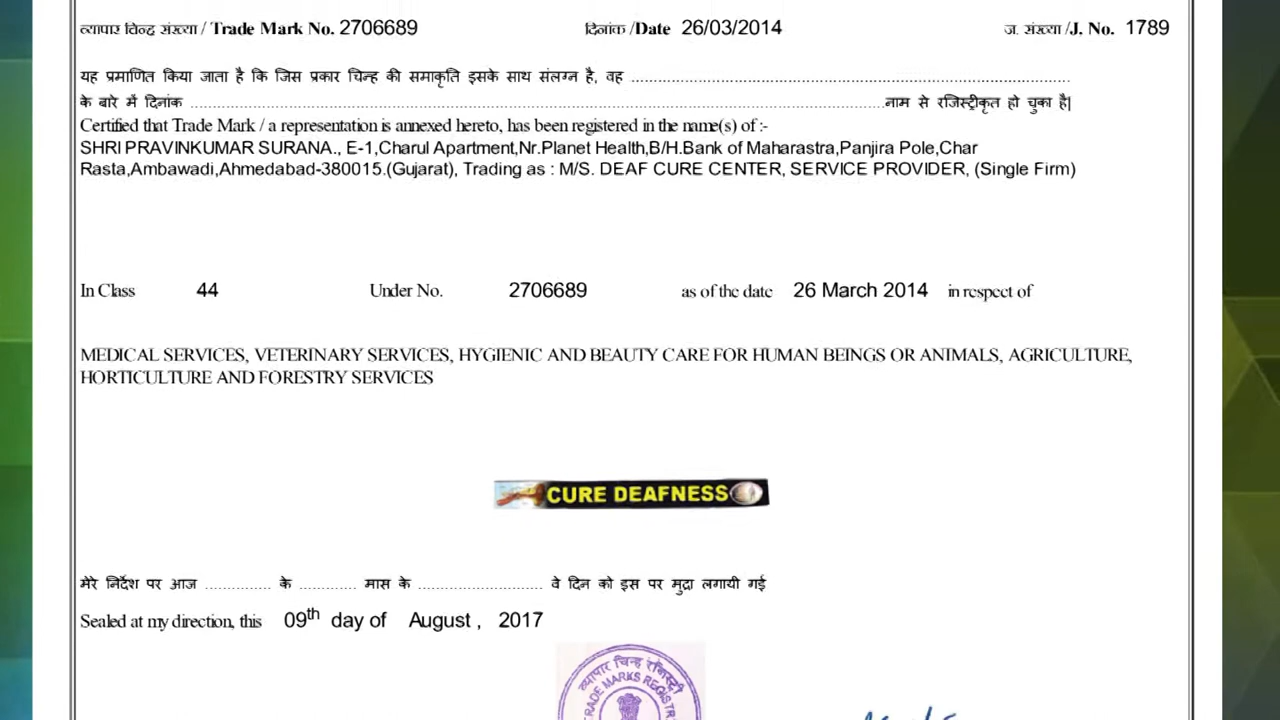 व्यापार चिन्ह संख्या / Trade Mark No. 2706689 दिनांक /Date 26/03/2014 ज. संख्या /J. No. 1789
यह प्रमाणित किया जाता है कि जिस प्रकार चिन्ह की समाकृति इसके साथ संलग्न है, वह ................................................
के बारे में दिनांक ................................................ नाम से रजिस्ट्रीकृत हो चुका है|
Certified that Trade Mark / a representation is annexed hereto, has been registered in the name(s) of :-
SHRI PRAVINKUMAR SURANA., E-1,Charul Apartment,Nr.Planet Health,B/H.Bank of Maharastra,Panjira Pole,Char
Rasta,Ambawadi,Ahmedabad-380015.(Gujarat), Trading as : M/S. DEAF CURE CENTER, SERVICE PROVIDER, (Single Firm)
In Class 44 Under No. 2706689 as of the date 26 March 2014 in respect of
MEDICAL SERVICES, VETERINARY SERVICES, HYGIENIC AND BEAUTY CARE FOR HUMAN BEINGS OR ANIMALS, AGRICULTURE,
HORTICULTURE AND FORESTRY SERVICES
CURE DEAFNESS
मेरे निर्देश पर आज ............... के ............. मास के ............................. वे दिन को इस पर मुद्रा लगायी गई
Sealed at my direction, this 09th day of August , 2017
व्यापार चिन्ह रजिस्ट्री
TRADE MARKS REGISTR